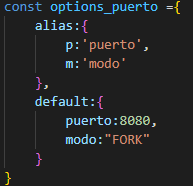 const options_puerto ={
    alias:{
        p:'puerto',
        m:'modo'
    },
    default:{
        puerto:8080,
        modo:"FORK"
    }
}